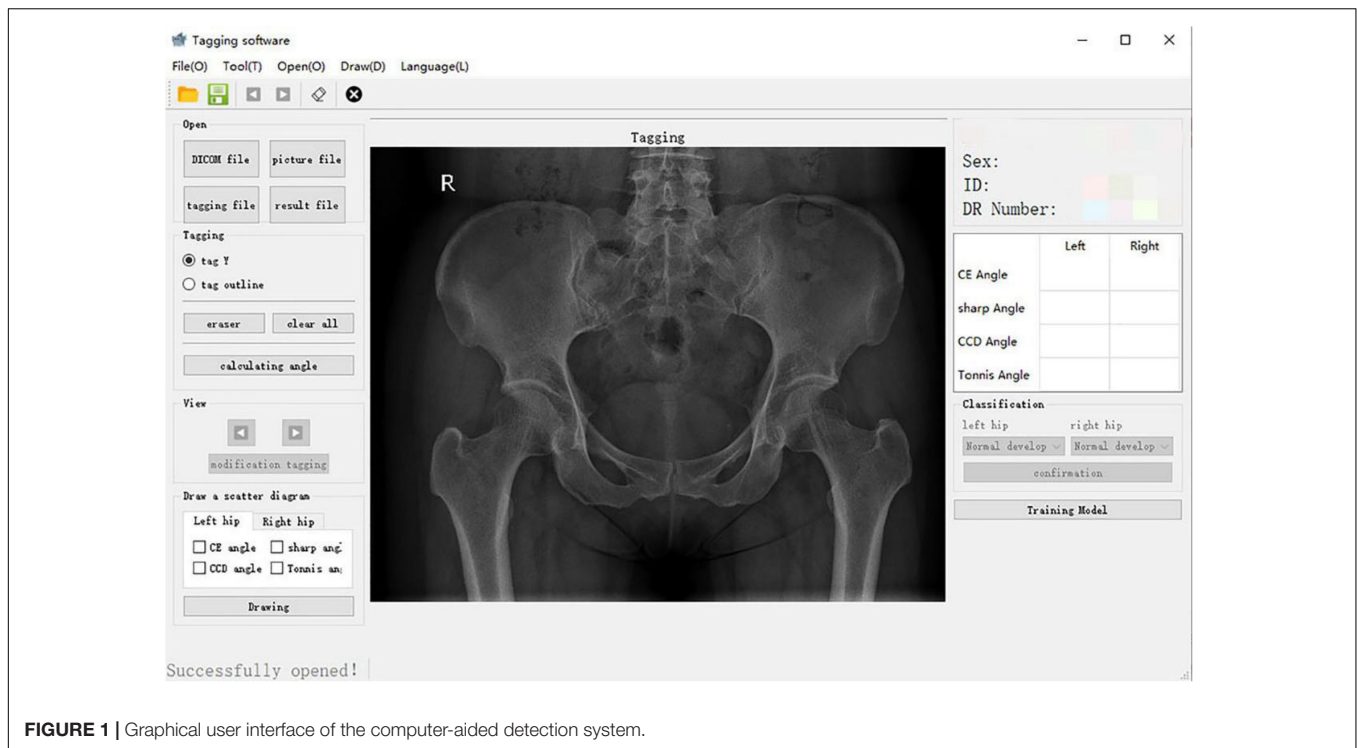 Tagging software
File(O) Tool(T) Open(O) Draw(D) Language(L)
Open
DICOM file picture file
tagging file result file
Tagging
tag Y
tag outline
eraser clear all
calculating angle
View
modification tagging
Draw a scatter diagram
Left hip Right hip
CE angle sharp ang
CCD angle Tonnis an
Drawing
Successfully opened!
Tagging
R
Sex:
ID:
DR Number:
Left Right
CE Angle
sharp Angle
CCD Angle
Tonnis Angle
Classification
left hip right hip
Normal develop Normal develop
confirmation
Training Model
FIGURE 1 | Graphical user interface of the computer-aided detection system.